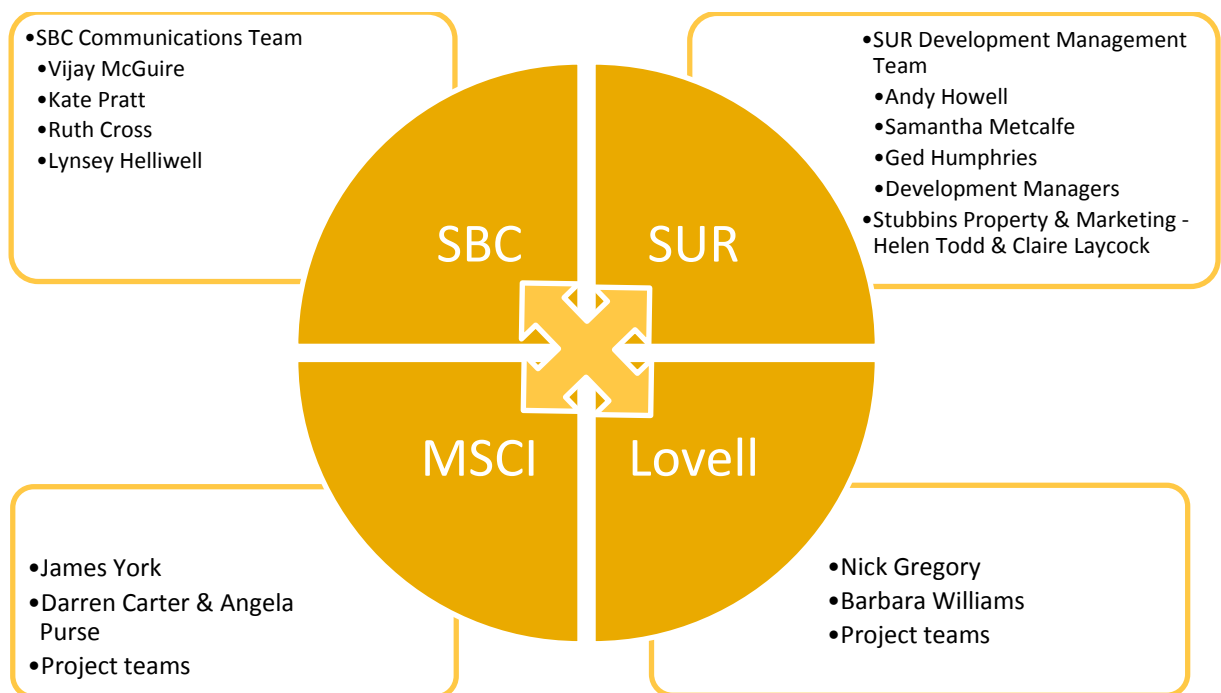 •SBC Communications Team
•Vijay McGuire
•Kate Pratt
•Ruth Cross
•Lynsey Helliwell
•SUR Development Management
Team
•Andy Howell
•Samantha Metcalfe
•Ged Humphries
•Development Managers
•Stubbins Property & Marketing -
Helen Todd & Claire Laycock
SBC
SUR
MSCI
Lovell
•James York
•Darren Carter & Angela
Purse
•Project teams
•Nick Gregory
•Barbara Williams
•Project teams